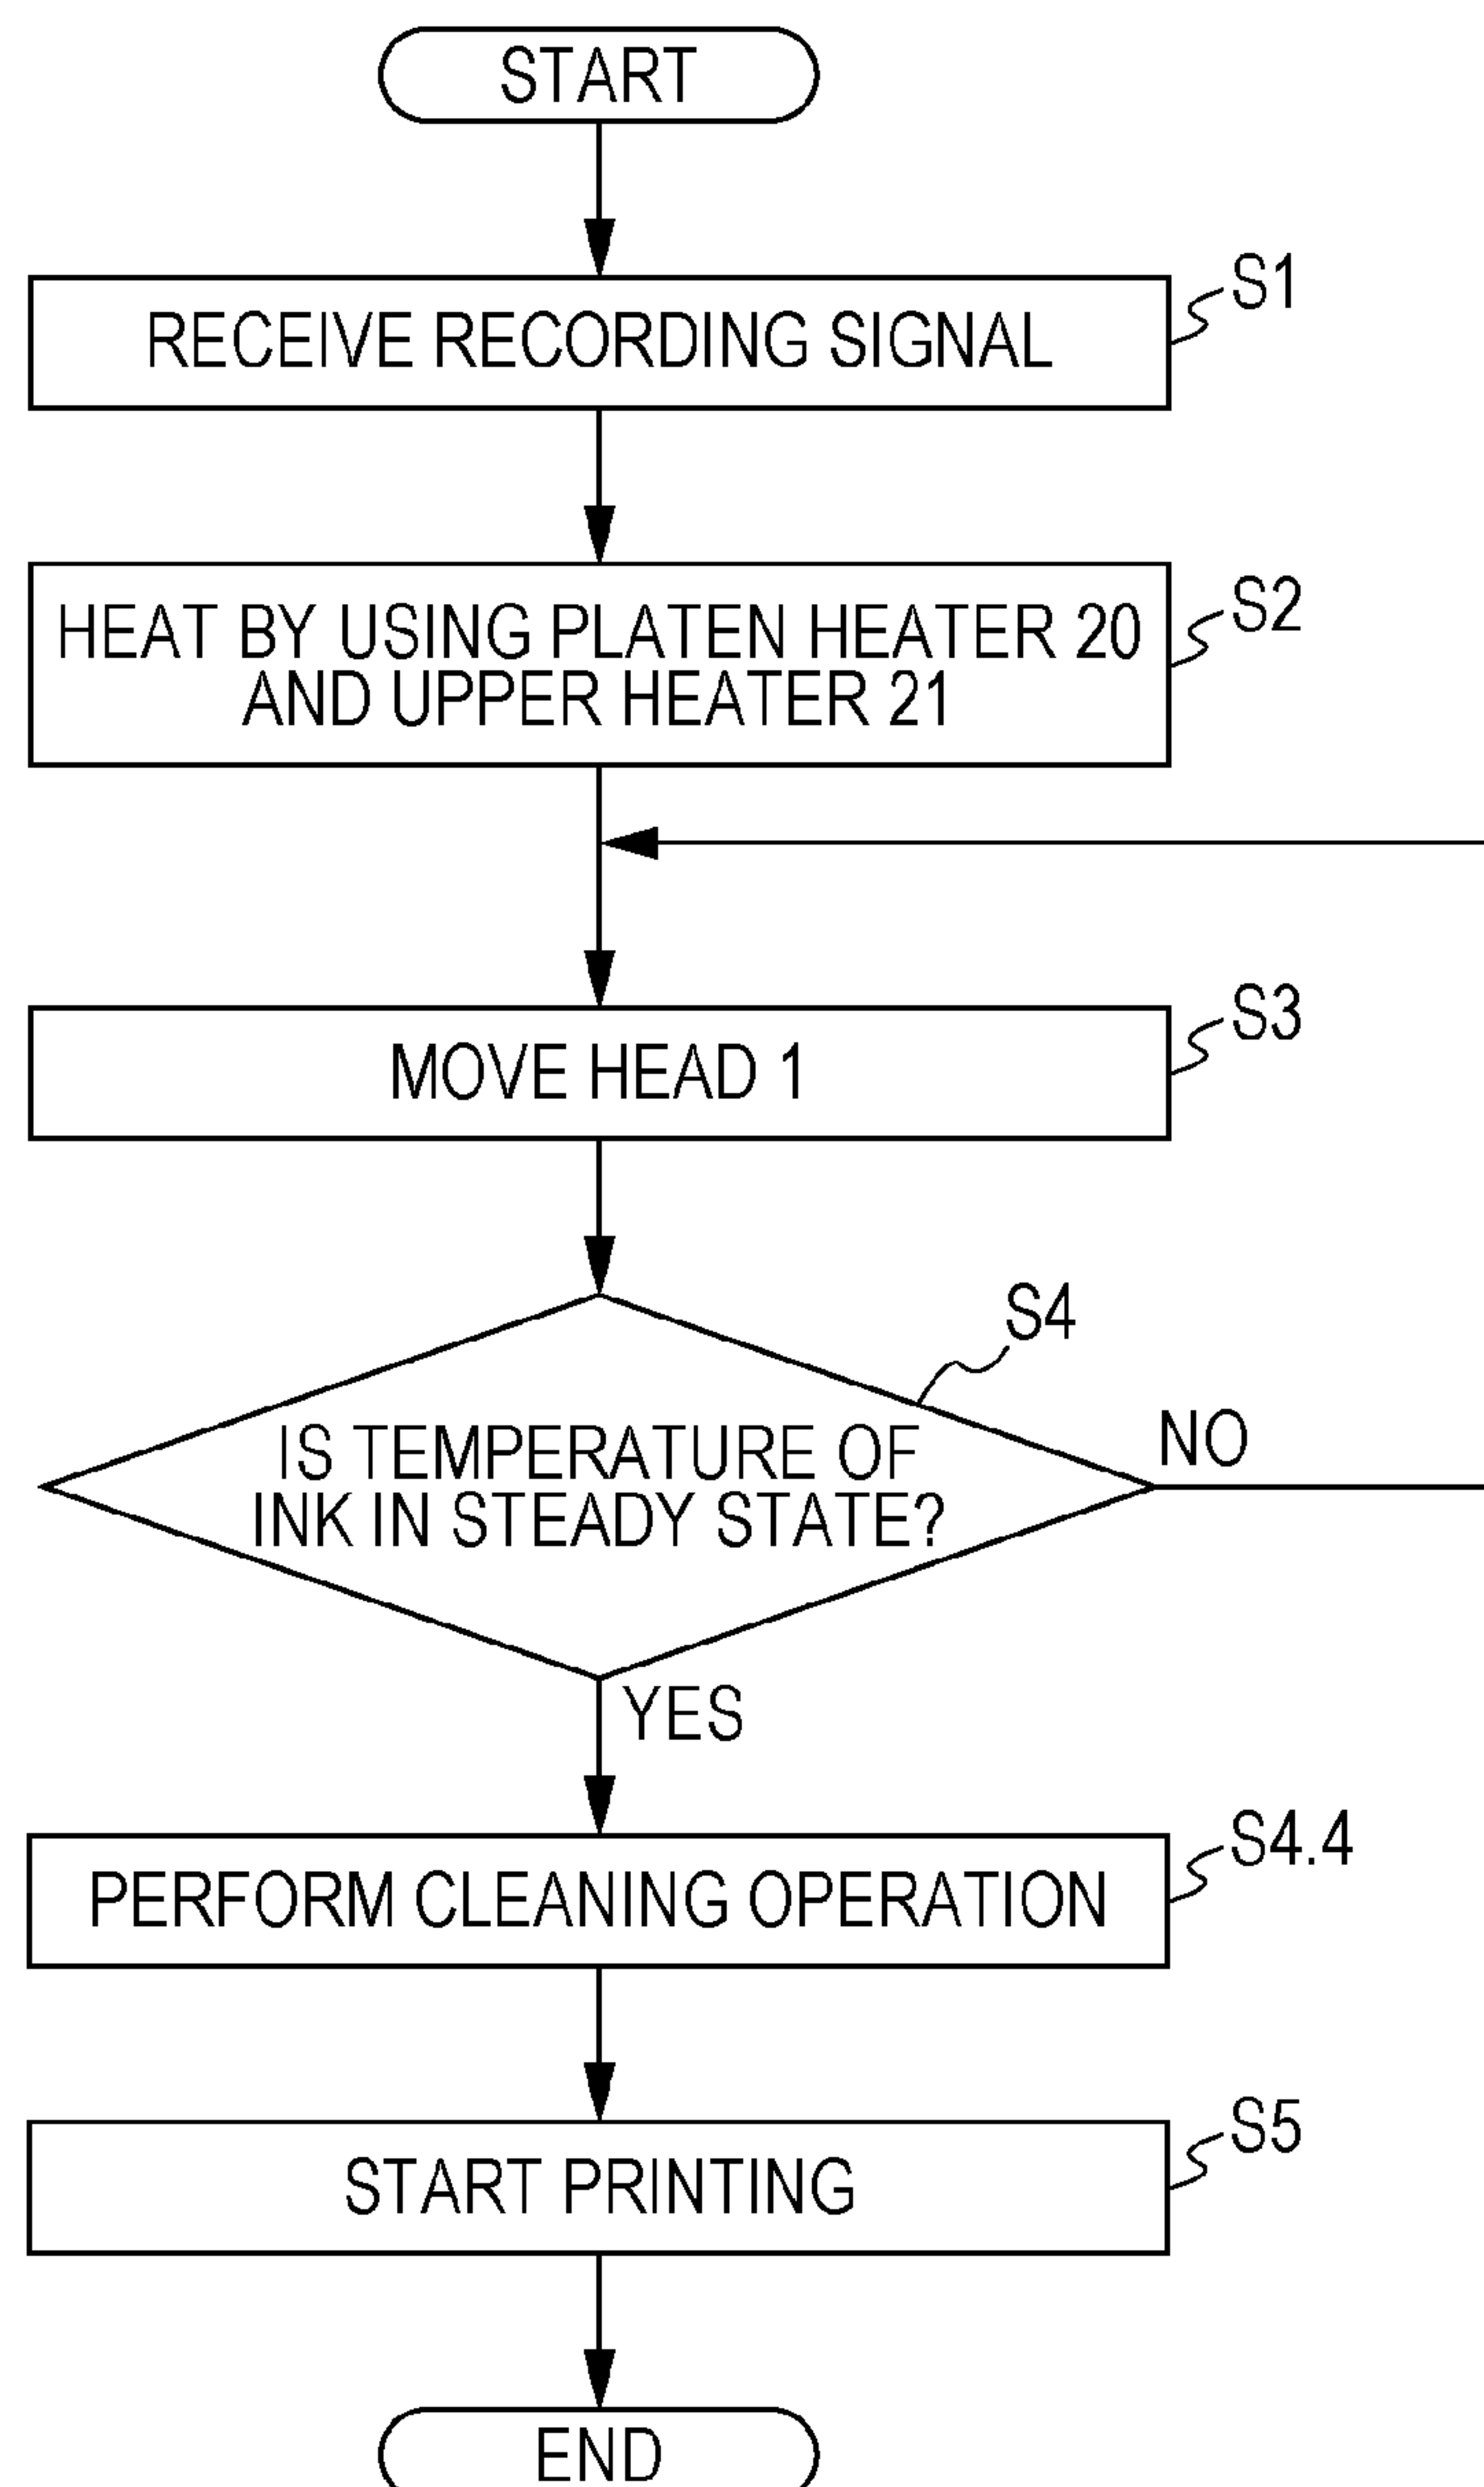 START
RECEIVE RECORDING SIGNAL
S1
HEAT BY USING PLATEN HEATER 20
AND UPPER HEATER 21
S2
MOVE HEAD 1
S3
IS TEMPERATURE OF
INK IN STEADY STATE?
S4
NO
YES
PERFORM CLEANING OPERATION
S4.4
START PRINTING
S5
END